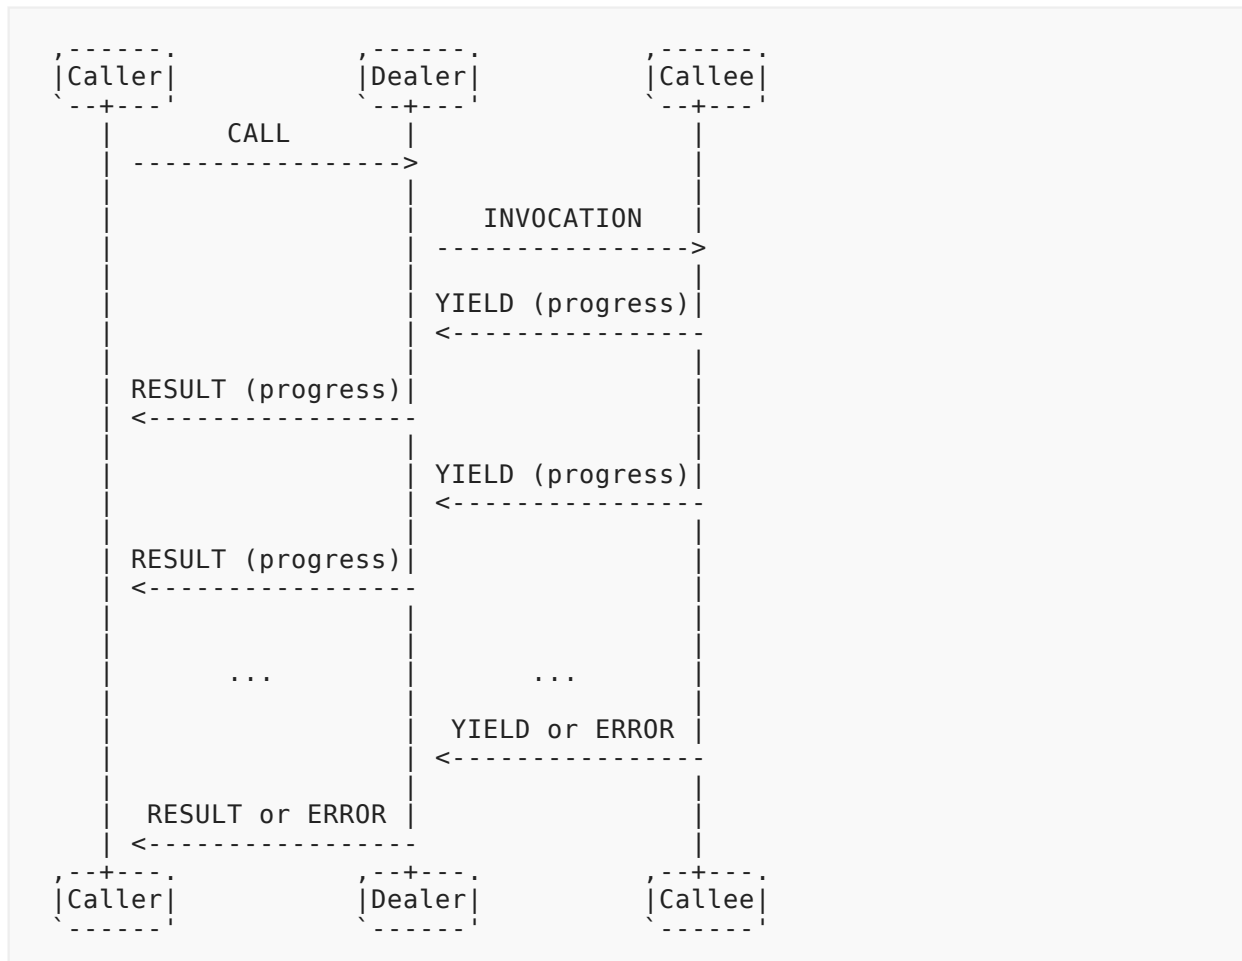 Caller Dealer Callee
CALL
INVOCATION
YIELD (progress)
RESULT (progress)
YIELD (progress)
RESULT (progress)
... ...
YIELD or ERROR
RESULT or ERROR
Caller Dealer Callee